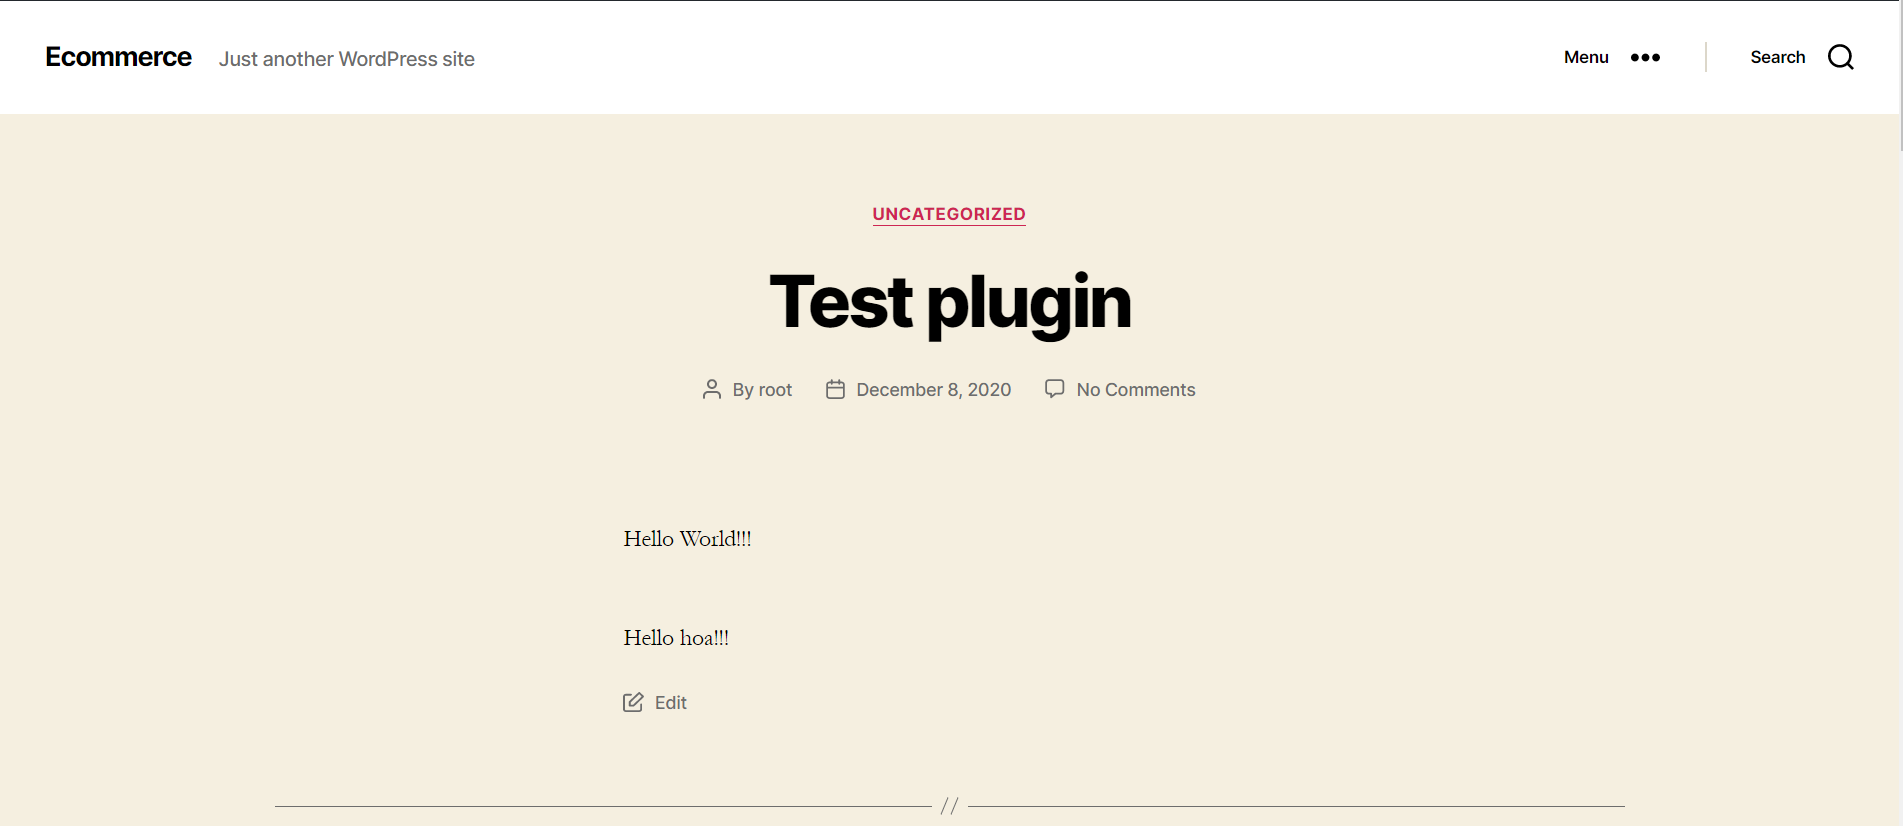 Ecommerce Just another WordPress site Menu Search
UNCATEGORIZED
Test plugin
By root December 8, 2020 No Comments
Hello World!!!
Hello hoa!!!
Edit
//